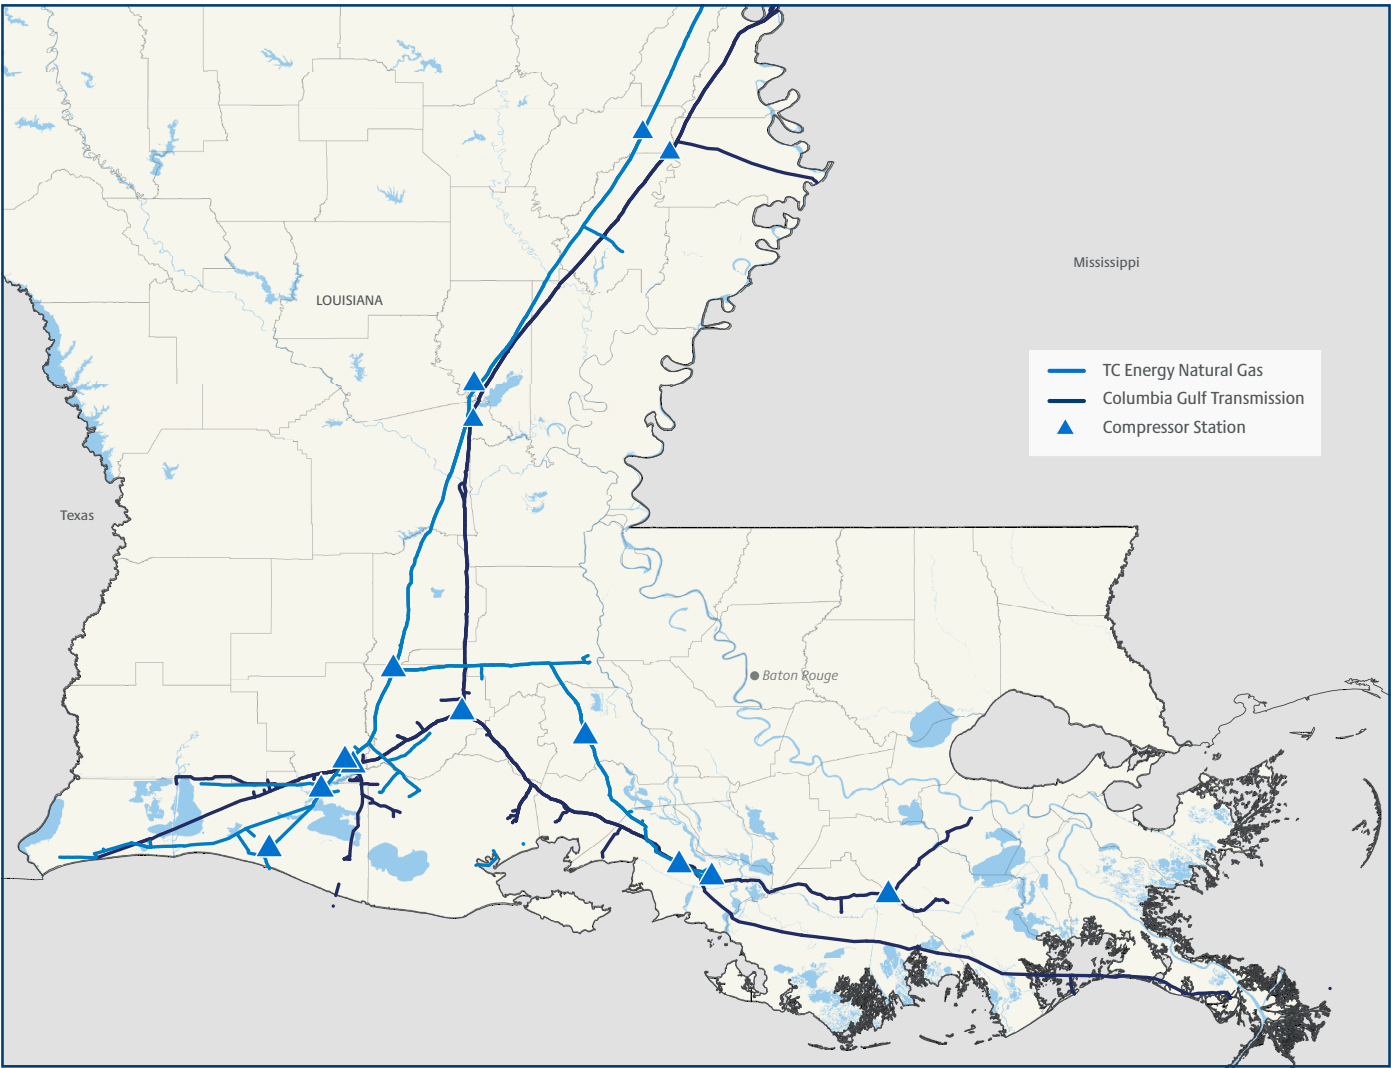 Mississippi
LOUISIANA
TC Energy Natural Gas
Columbia Gulf Transmission
Compressor Station
Texas
Baton Rouge